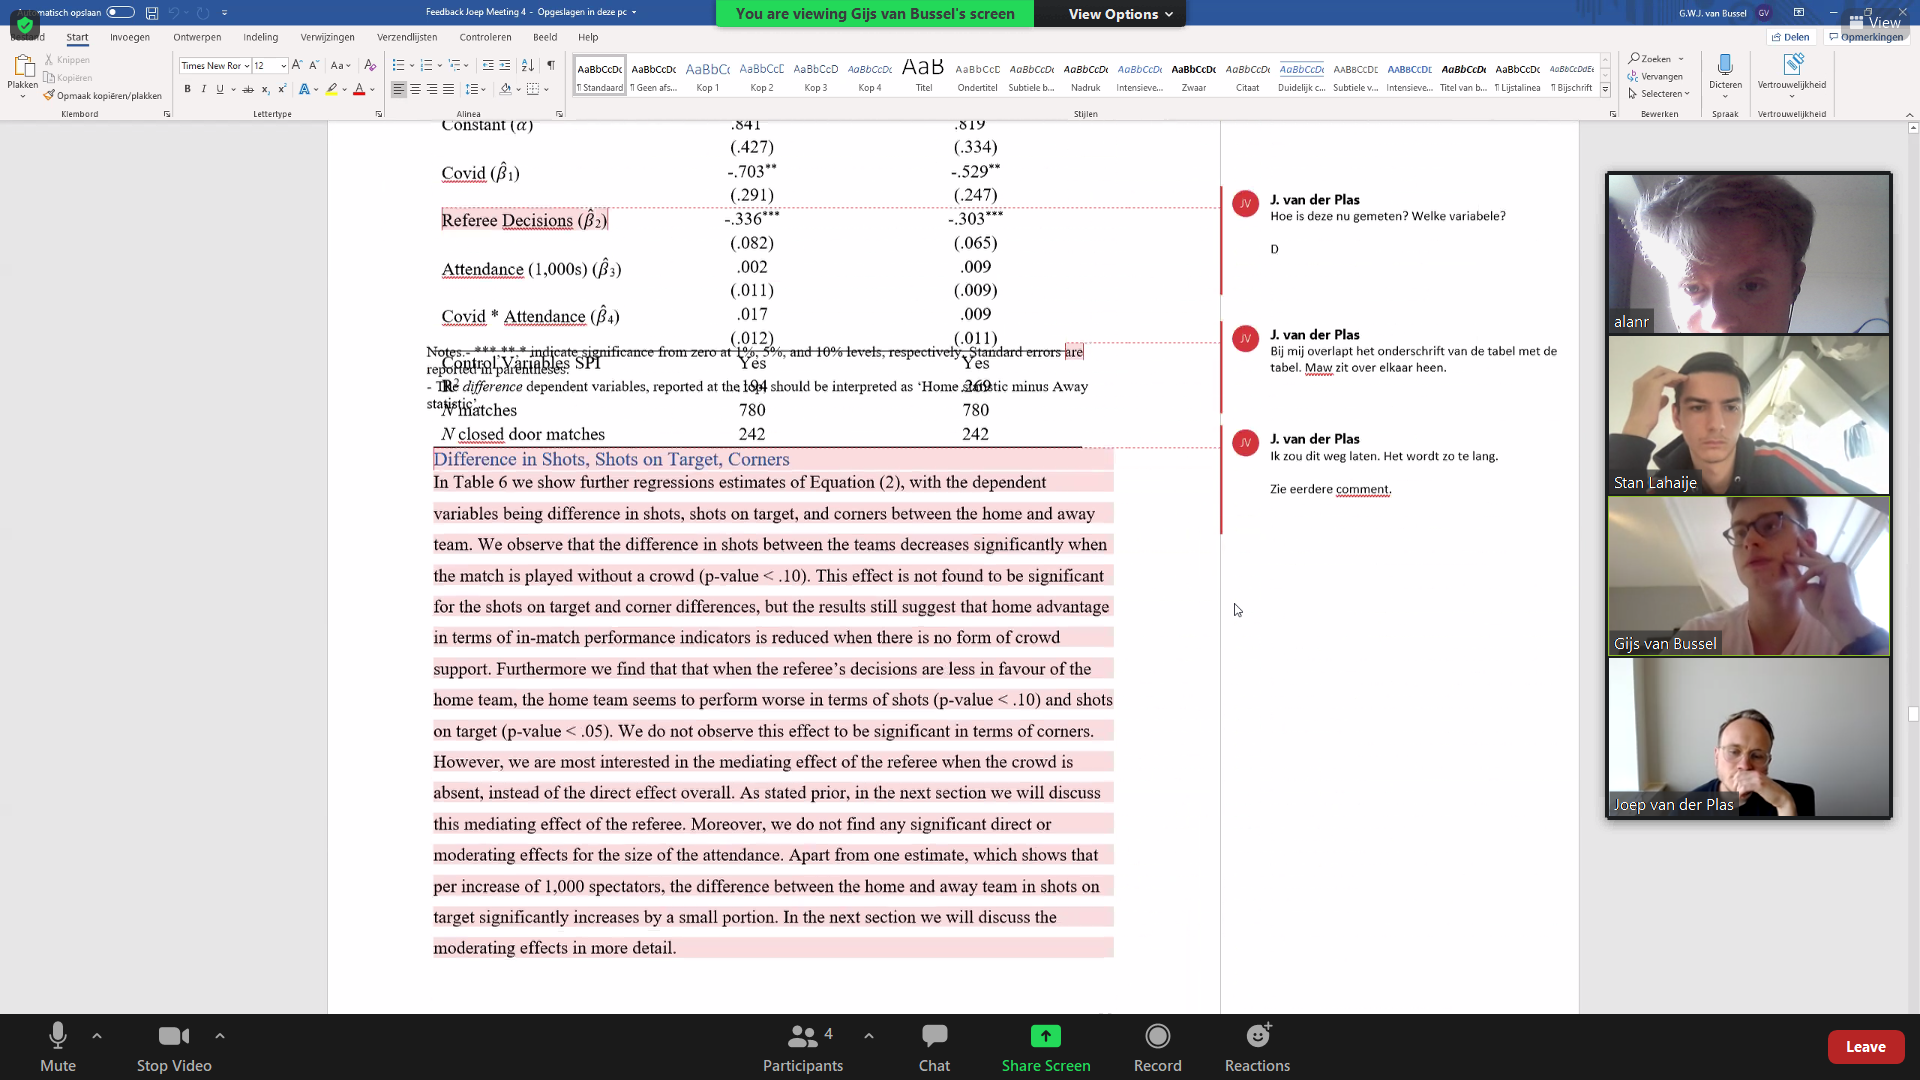 Automatisch opslaan
Feedback Joep Meeting 4 - Opgeslagen in deze pc
You are viewing Gijs van Bussel's screen
View Options
G.W.J. van Bussel
GV
View
Bestand Start Invoegen Ontwerpen Indeling Verwijzingen Verzendlijsten Controleren Beeld Help
Delen Opmerkingen
Plakken
Knippen
Kopiëren
Opmaak kopiëren/plakken
Klembord
Times New Ror 12
Lettertype
Alinea
AaBbCcDc AaBbCcDc AaBbCc AaBbCcE AaBbCcD AaBbCcDc AaB AaBbCcD AaBbCcDc AaBbCcDc AaBbCcDc AaBbCcDc AaBbCcDc AaBbCcDc AaBbCcDc AaBbCcDc AaBbCcDc AaBbCcDc AaBbCcDdEe
¶ Standaard ¶ Geen afs... Kop 1 Kop 2 Kop 3 Kop 4 Titel Ondertitel Subtiele b... Nadruk Intensieve... Zwaar Citaat Duidelijk c... Subtiele v... Intensieve... Titel van b... ¶ Lijstalinea ¶ Bijschrift
Stijlen
Zoeken
Vervangen
Selecteren
Bewerken
Dicteren
Spraak
Vertrouwelijkheid
Vertrouwelijkheid
Constant (α) .841 .819
(.427) (.334)
Covid (β̂1) -.703** -.529**
(.291) (.247)
Referee Decisions (β̂2) -.336*** -.303***
(.082) (.065)
Attendance (1,000s) (β̂3) .002 .009
(.011) (.009)
Covid * Attendance (β̂4) .017 .009
(.012) (.011)
Notes.- ***,**,* indicate significance from zero at 1%, 5%, and 10% levels, respectively. Standard errors are
Control Variables SPI Yes Yes
reported in parentheses.
R² .194 .269
- The difference dependent variables, reported at the top, should be interpreted as ‘Home statistic minus Away
statistic’.
N matches 780 780
N closed door matches 242 242
Difference in Shots, Shots on Target, Corners
In Table 6 we show further regressions estimates of Equation (2), with the dependent
variables being difference in shots, shots on target, and corners between the home and away
team. We observe that the difference in shots between the teams decreases significantly when
the match is played without a crowd (p-value < .10). This effect is not found to be significant
for the shots on target and corner differences, but the results still suggest that home advantage
in terms of in-match performance indicators is reduced when there is no form of crowd
support. Furthermore we find that that when the referee’s decisions are less in favour of the
home team, the home team seems to perform worse in terms of shots (p-value < .10) and shots
on target (p-value < .05). We do not observe this effect to be significant in terms of corners.
However, we are most interested in the mediating effect of the referee when the crowd is
absent, instead of the direct effect overall. As stated prior, in the next section we will discuss
this mediating effect of the referee. Moreover, we do not find any significant direct or
moderating effects for the size of the attendance. Apart from one estimate, which shows that
per increase of 1,000 spectators, the difference between the home and away team in shots on
target significantly increases by a small portion. In the next section we will discuss the
moderating effects in more detail.
JV
J. van der Plas
Hoe is deze nu gemeten? Welke variabele?
D
JV
J. van der Plas
Bij mij overlapt het onderschrift van de tabel met de
tabel. Maw zit over elkaar heen.
JV
J. van der Plas
Ik zou dit weg laten. Het wordt zo te lang.
Zie eerdere comment.
alanr
Stan Lahaije
Gijs van Bussel
Joep van der Plas
Mute
Stop Video
Participants
4
Chat
Share Screen
Record
Reactions
Leave